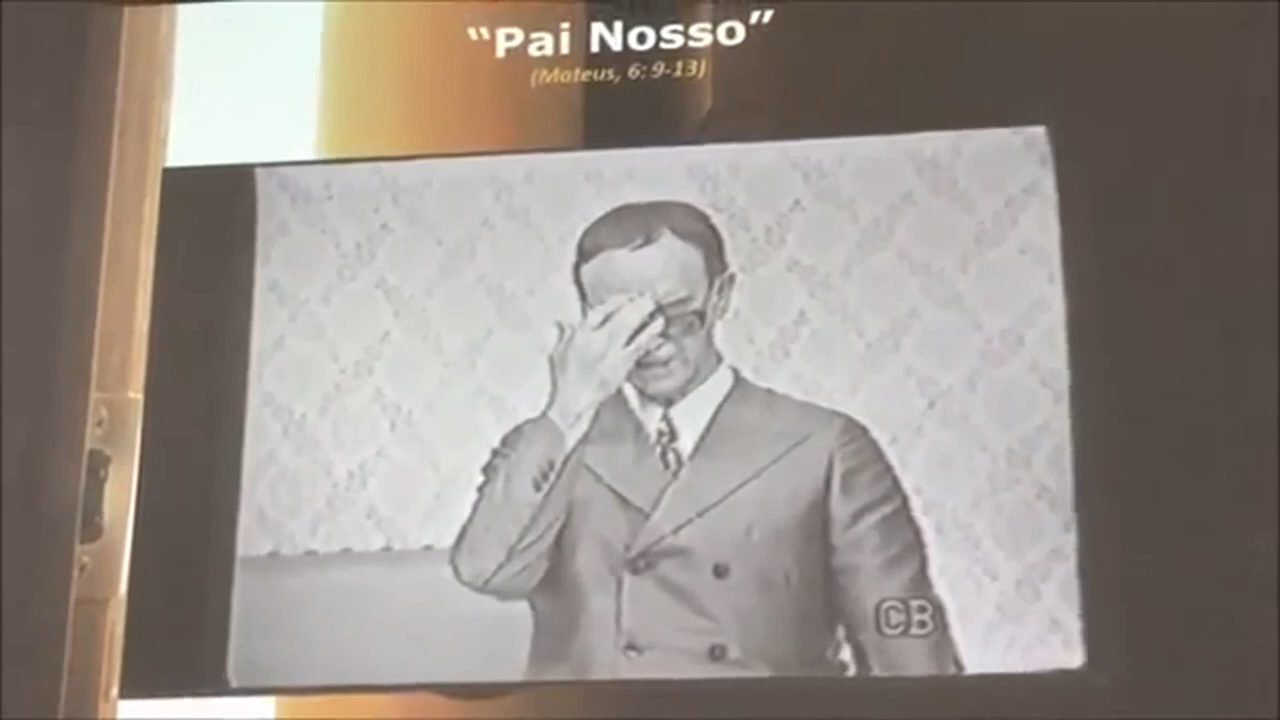 “Pai Nosso”
(Mateus, 6: 9-13)
CB